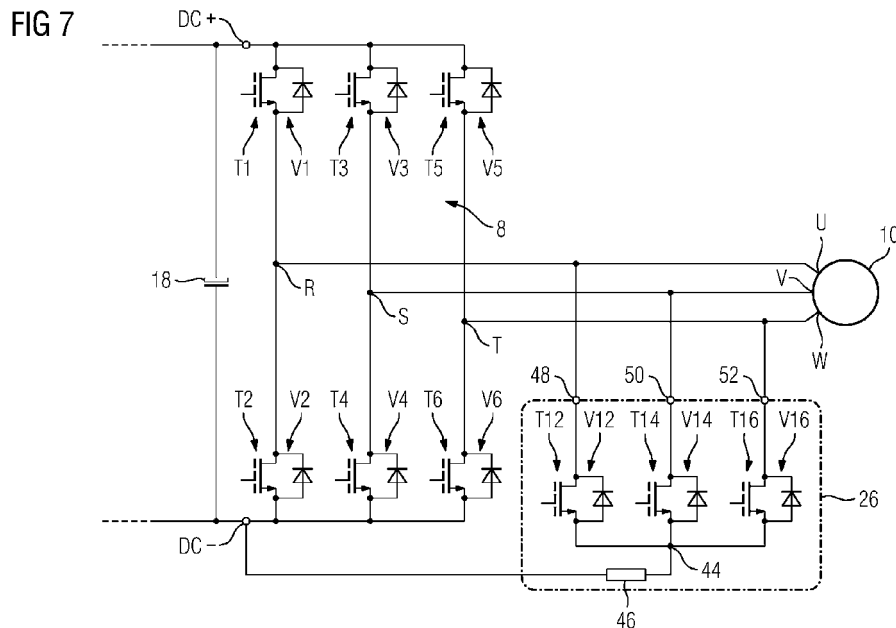 FIG 7
DC +
T1 V1 T3 V3 T5 V5
8
U 10
V
18
R
S
T
W
48 50 52
T2 V2 T4 V4 T6 V6
T12 V12 T14 V14 T16 V16
26
DC –
44
46